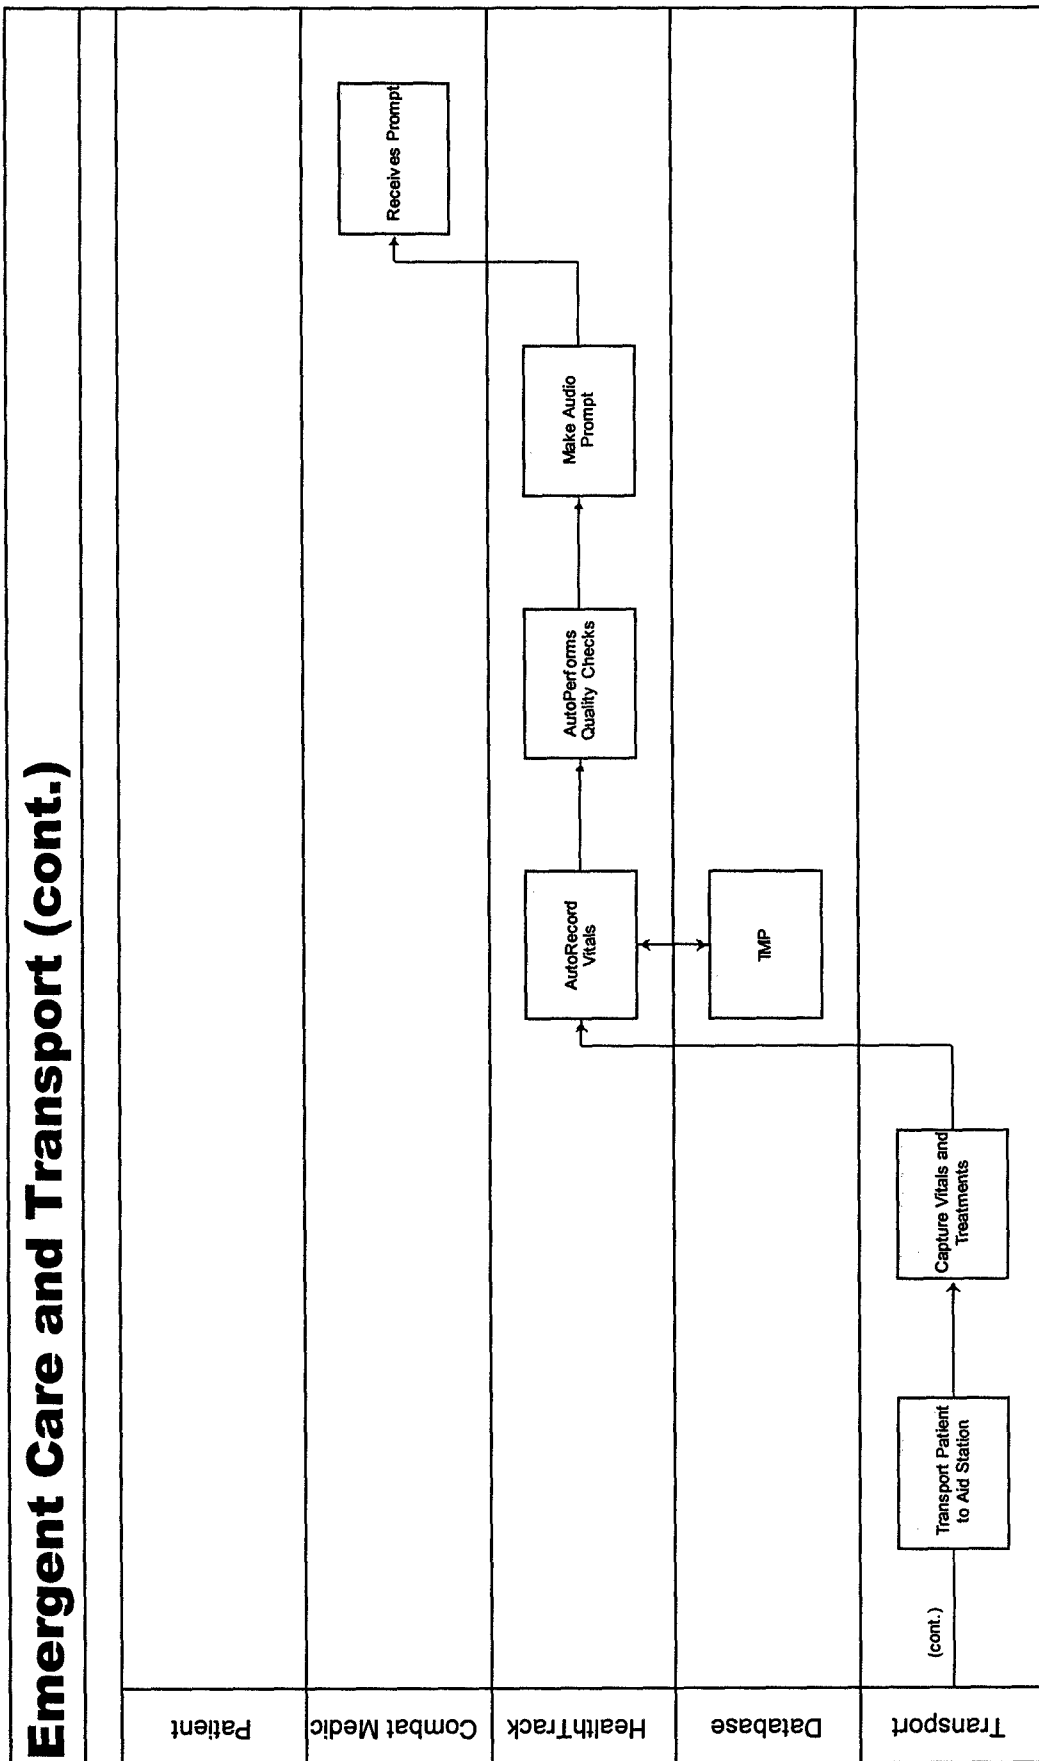 Emergent Care and Transport (cont.)
Patient
Combat Medic
Receives Prompt
HealthTrack
AutoRecord
Vitals
AutoPerforms
Quality Checks
Make Audio
Prompt
Database
TMP
Transport
(cont.)
Transport Patient
to Aid Station
Capture Vitals and
Treatments